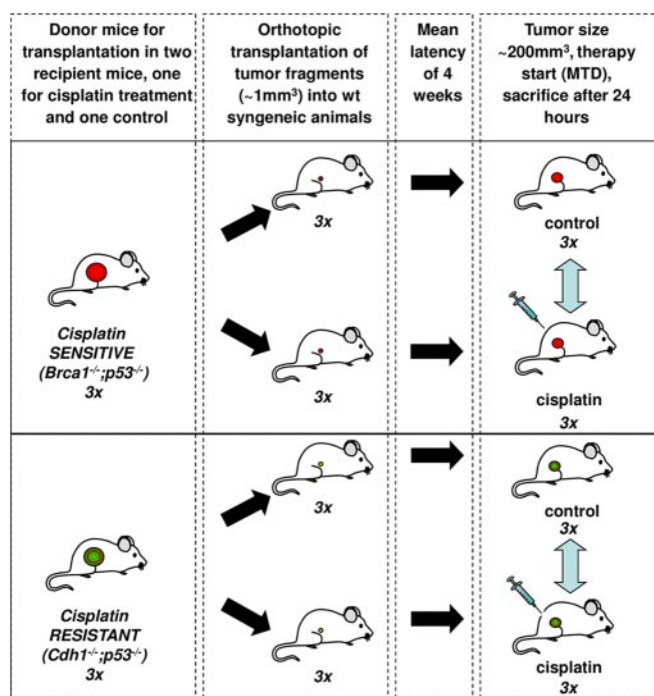 Donor mice for
transplantation in two
recipient mice, one
for cisplatin treatment
and one control
Orthotopic
transplantation of
tumor fragments
(~1mm³) into wt
syngeneic animals
Mean
latency
of 4
weeks
Tumor size
~200mm³, therapy
start (MTD),
sacrifice after 24
hours
Cisplatin
SENSITIVE
(Brca1-/-;p53-/-)
3x
3x
3x
control
3x
cisplatin
3x
Cisplatin
RESISTANT
(Cdh1-/-;p53-/-)
3x
3x
3x
control
3x
cisplatin
3x